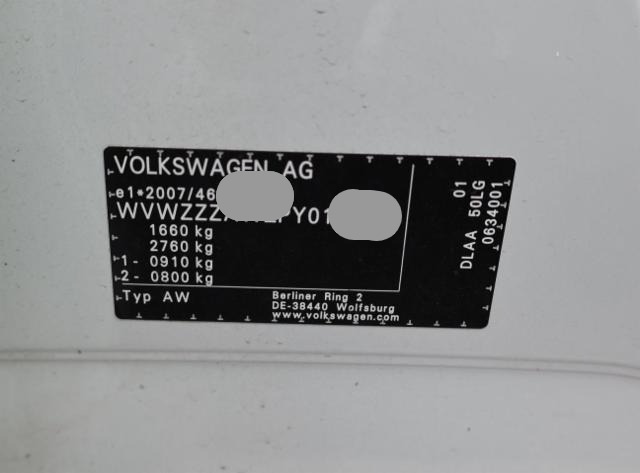 VOLKSWAGEN AG
e1*2007/46
WVWZZZ PY01
1660 kg
2760 kg
1- 0910 kg
2- 0800 kg
Typ AW
Berliner Ring 2
DE-38440 Wolfsburg
www.volkswagen.com
01
DLAA 50LG
0634001